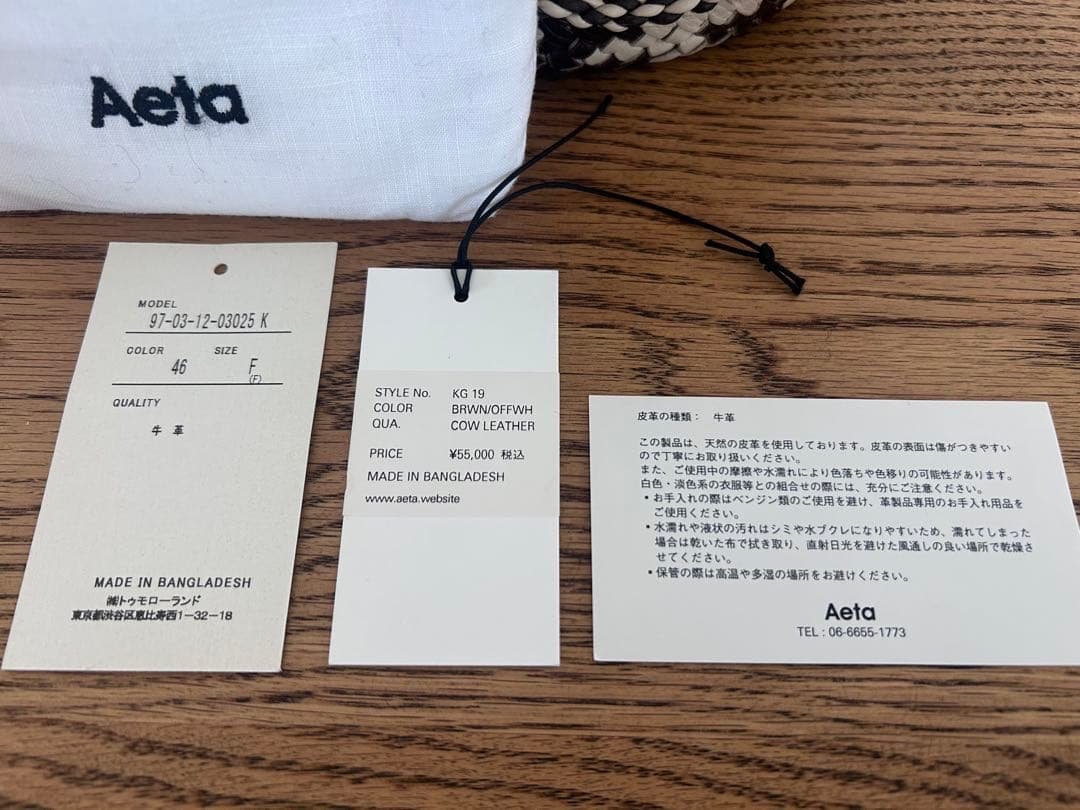 Aeta
MODEL
97-03-12-03025 K
COLOR SIZE
46 F
(F)
QUALITY
牛 革
MADE IN BANGLADESH
㈱トゥモローランド
東京都渋谷区恵比寿西1-32-18
STYLE No. KG 19
COLOR BRWN/OFFWH
QUA. COW LEATHER
PRICE ¥55,000 税込
MADE IN BANGLADESH
www.aeta.website
皮革の種類： 牛革
この製品は、天然の皮革を使用しております。皮革の表面は傷がつきやすい
ので丁寧にお取り扱いください。
また、ご使用中の摩擦や水濡れにより色落ちや色移りの可能性があります。
白色・淡色系の衣服等との組合せの際には、充分にご注意ください。
•お手入れの際はベンジン類のご使用を避け、革製品専用のお手入れ用品を
ご使用ください。
•水濡れや液状の汚れはシミや水ブクレになりやすいため、濡れてしまった
場合は乾いた布で拭き取り、直射日光を避けた風通しの良い場所で乾燥さ
せてください。
•保管の際は高温や多湿の場所をお避けください。
Aeta
TEL : 06-6655-1773